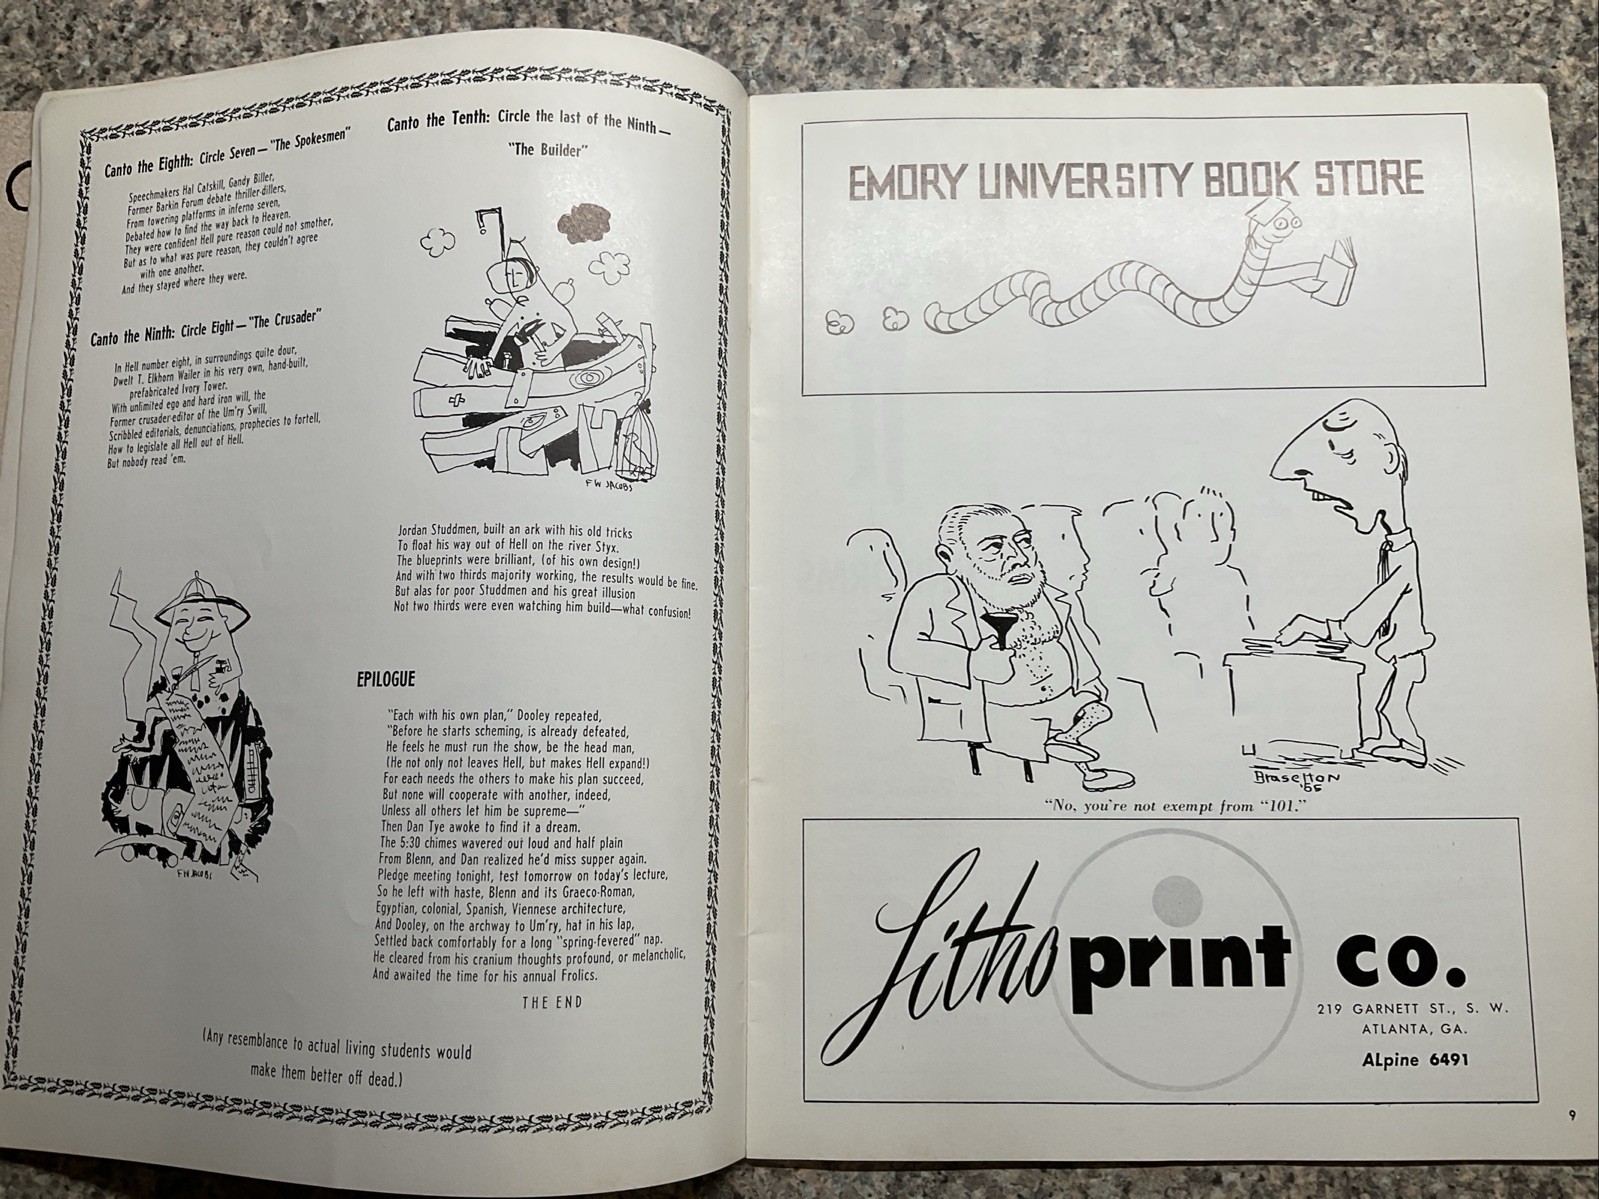 Canto the Eighth: Circle Seven — "The Spokesmen"
Speechmakers Hal Catskill, Gandy Biller,
Former Barkin Forum debate thriller-dillers,
From towering platforms in inferno seven,
Debated how to find the way back to Heaven.
They were confident Hell pure reason could not smother,
But as to what was pure reason, they couldn't agree
with one another.
And they stayed where they were.
Canto the Ninth: Circle Eight — "The Crusader"
In Hell number eight, in surroundings quite dour,
Dwelt T. Elkhorn Wailer in his very own, hand-built,
prefabricated Ivory Tower.
With unlimited ego and hard iron will, the
Former crusader-editor of the Um'ry Swill,
Scribbled editorials, denunciations, prophecies to fortell,
How to legislate all Hell out of Hell.
But nobody read 'em.
F W JACOBS
Canto the Tenth: Circle the last of the Ninth —
"The Builder"
F W JACOBS
Jordan Studdmen, built an ark with his old tricks
To float his way out of Hell on the river Styx.
The blueprints were brilliant, (of his own design!)
And with two thirds majority working, the results would be fine.
But alas for poor Studdmen and his great illusion
Not two thirds were even watching him build—what confusion!
EPILOGUE
"Each with his own plan," Dooley repeated,
"Before he starts scheming, is already defeated,
He feels he must run the show, be the head man,
(He not only not leaves Hell, but makes Hell expand!)
For each needs the others to make his plan succeed,
But none will cooperate with another, indeed,
Unless all others let him be supreme—"
Then Dan Tye awoke to find it a dream.
The 5:30 chimes wavered out loud and half plain
From Blenn, and Dan realized he'd miss supper again.
Pledge meeting tonight, test tomorrow on today's lecture,
So he left with haste, Blenn and its Graeco-Roman,
Egyptian, colonial, Spanish, Viennese architecture,
And Dooley, on the archway to Um'ry, hat in his lap,
Settled back comfortably for a long "spring-fevered" nap.
He cleared from his cranium thoughts profound, or melancholic,
And awaited the time for his annual Frolics.
THE END
(Any resemblance to actual living students would
make them better off dead.)
EMORY UNIVERSITY BOOK STORE
Braselton
'65
"No, you're not exempt from "101."
Lithoprint co.
219 GARNETT ST., S. W.
ATLANTA, GA.
ALpine 6491
9